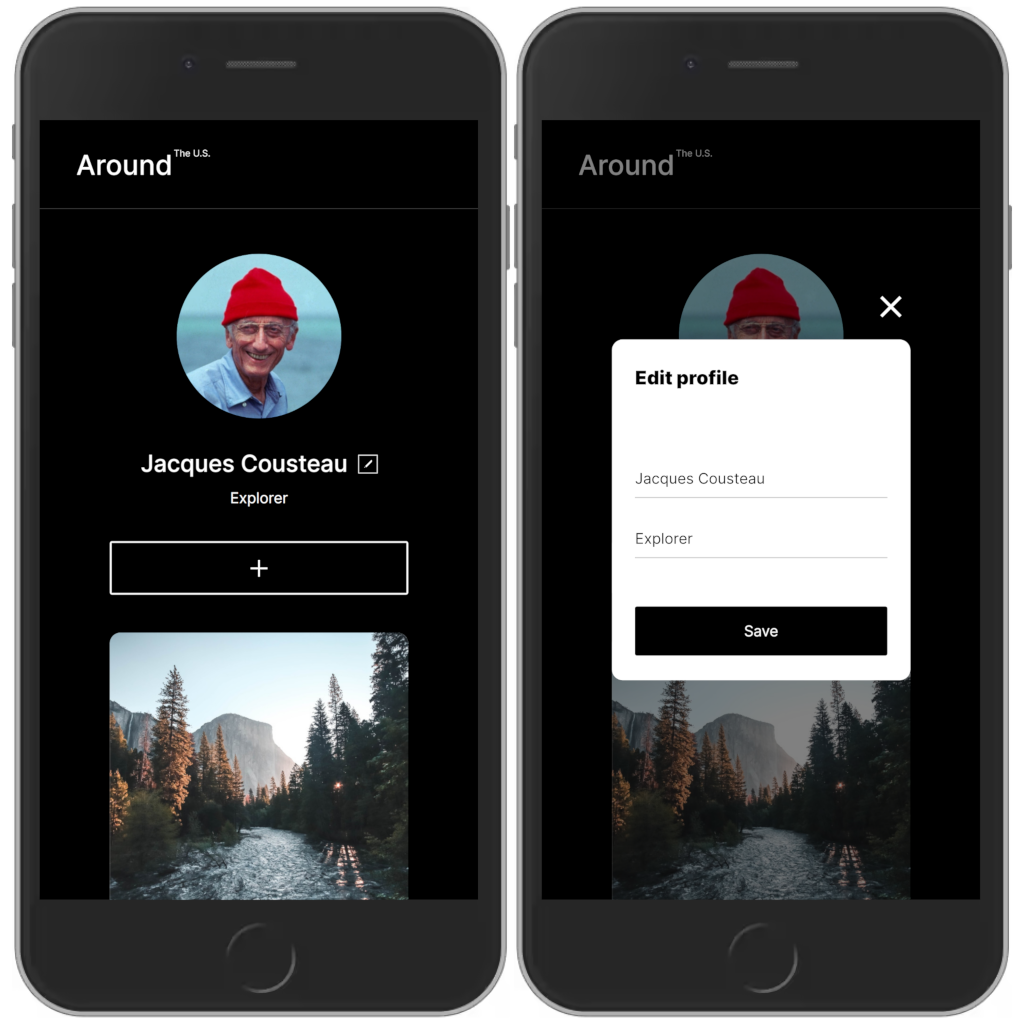 Around The U.S.
Jacques Cousteau
Explorer
+
Around The U.S.
Edit profile
Jacques Cousteau
Explorer
Save